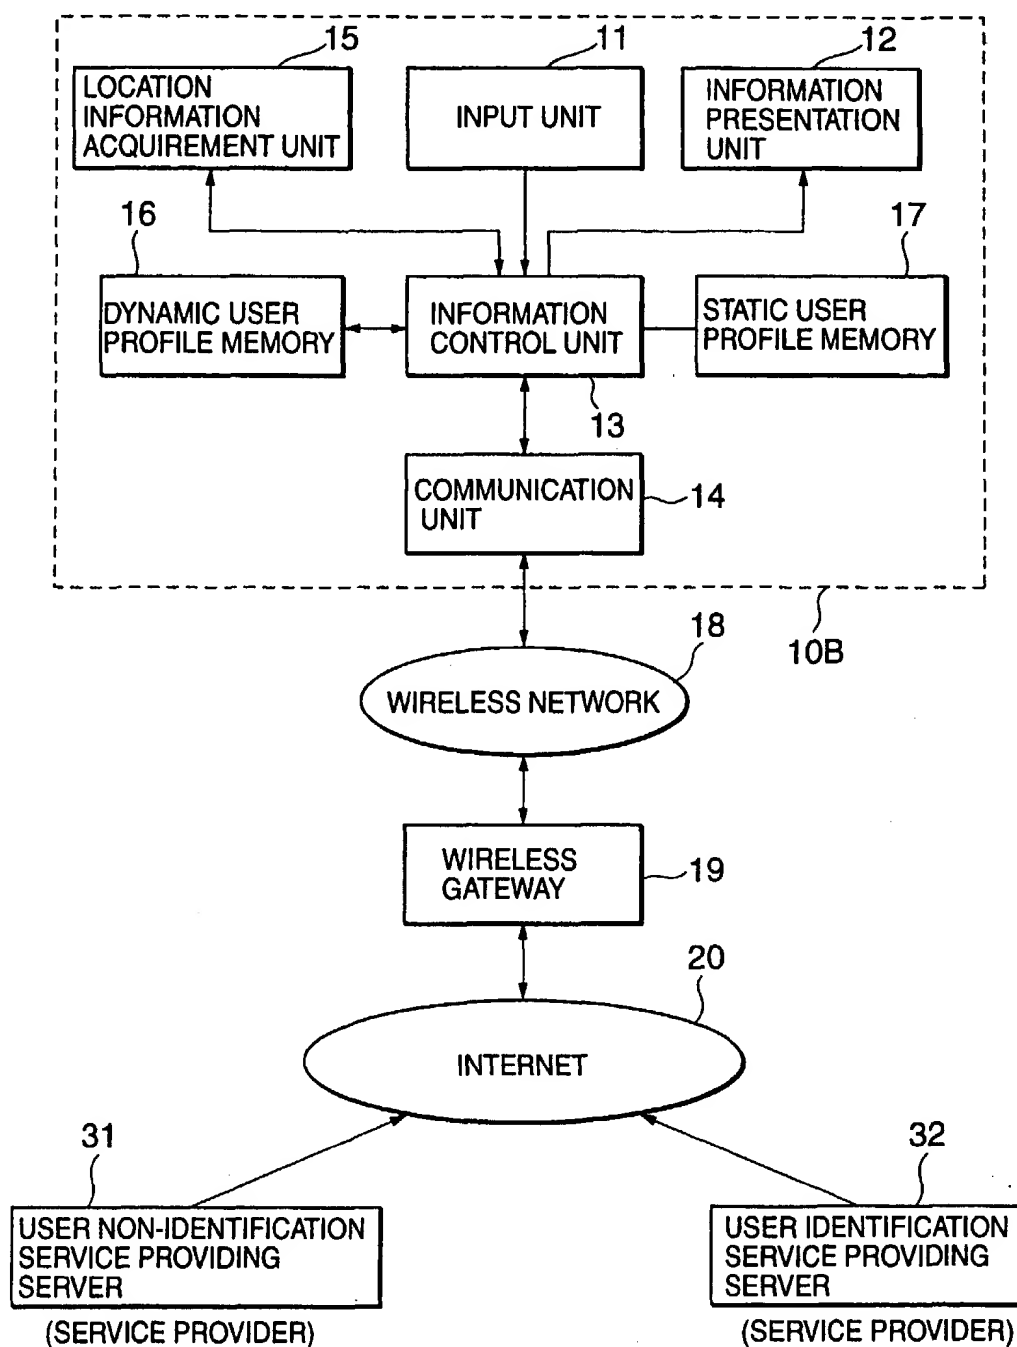 15
11
12
LOCATION
INFORMATION
ACQUIREMENT UNIT
INPUT UNIT
INFORMATION
PRESENTATION
UNIT
16
17
DYNAMIC USER
PROFILE MEMORY
INFORMATION
CONTROL UNIT
STATIC USER
PROFILE MEMORY
13
COMMUNICATION
UNIT
14
10B
18
WIRELESS NETWORK
WIRELESS
GATEWAY
19
20
INTERNET
31
32
USER NON-IDENTIFICATION
SERVICE PROVIDING
SERVER
(SERVICE PROVIDER)
USER IDENTIFICATION
SERVICE PROVIDING
SERVER
(SERVICE PROVIDER)